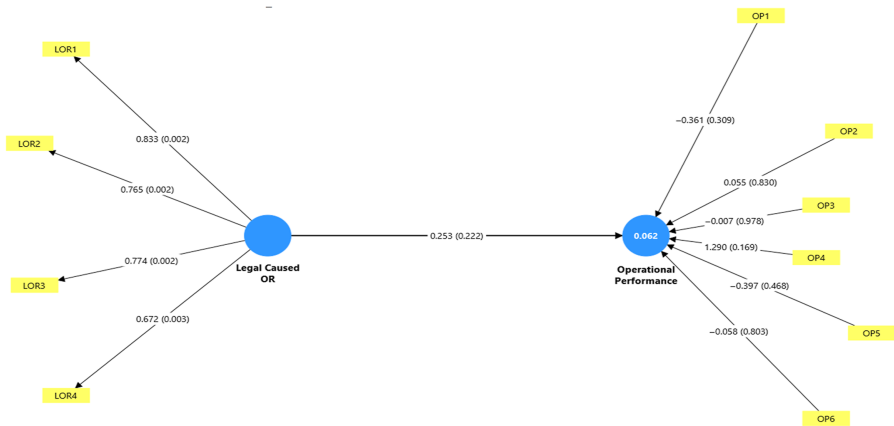 OP1
LOR1
−0.361 (0.309)
OP2
0.833 (0.002)
LOR2
0.055 (0.830)
0.765 (0.002)
OP3
−0.007 (0.978)
0.253 (0.222)
0.062
1.290 (0.169)
OP4
0.774 (0.002)
Legal Caused
OR
Operational
Performance
LOR3
−0.397 (0.468)
0.672 (0.003)
−0.058 (0.803)
OP5
LOR4
OP6